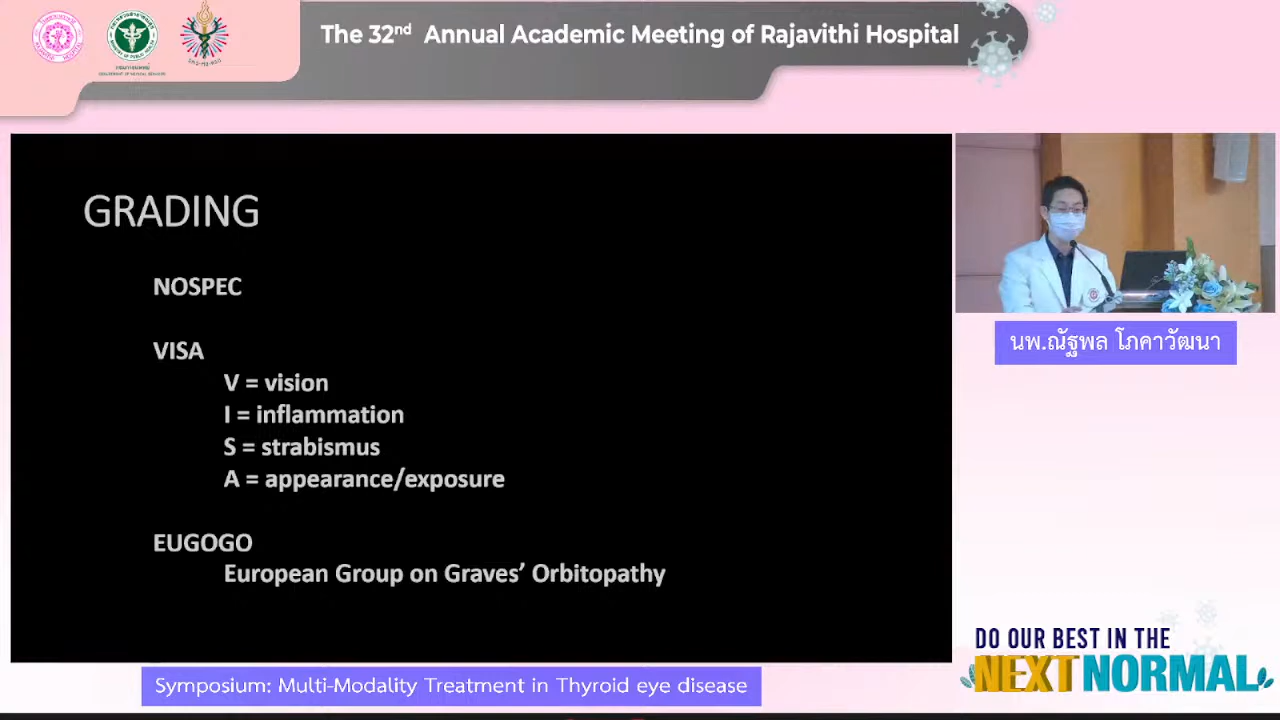 The 32nd Annual Academic Meeting of Rajavithi Hospital
GRADING
NOSPEC
VISA
V = vision
I = inflammation
S = strabismus
A = appearance/exposure
EUGOGO
European Group on Graves’ Orbitopathy
นพ.ณัฐพล โภคาวัฒนา
Symposium: Multi-Modality Treatment in Thyroid eye disease
DO OUR BEST IN THE
NEXT NORMAL